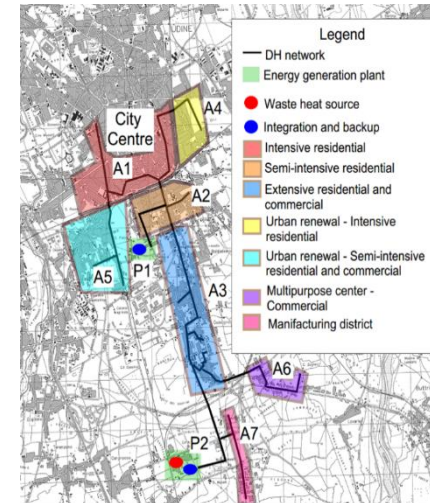 UDINE
City
Centre
A4
A1
A2
A5
P1
A3
A6
P2
A7
Legend
DH network
Energy generation plant
Waste heat source
Integration and backup
Intensive residential
Semi-intensive residential
Extensive residential and
commercial
Urban renewal - Intensive
residential
Urban renewal - Semi-intensive
residential and commercial
Multipurpose center -
Commercial
Manifacturing district